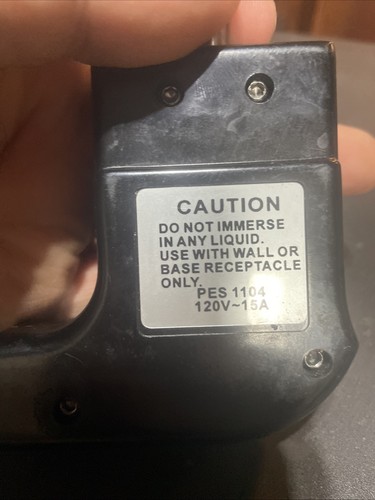 CAUTION
DO NOT IMMERSE
IN ANY LIQUID.
USE WITH WALL OR
BASE RECEPTACLE
ONLY.
PES 1104
120V~15A